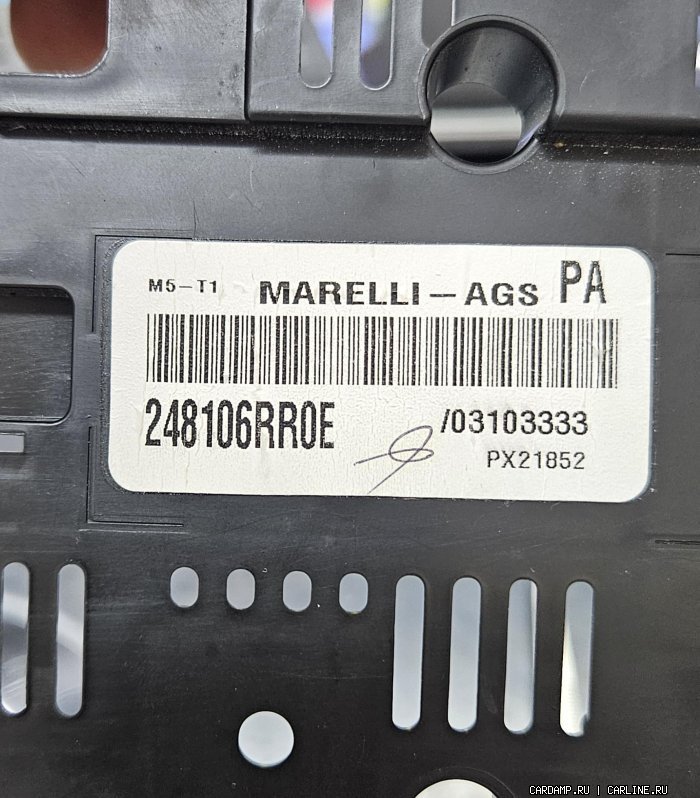 M5-T1 MARELLI-AGS PA
248106RR0E /03103333
PX21852
CARDAMP.RU | CARLINE.RU